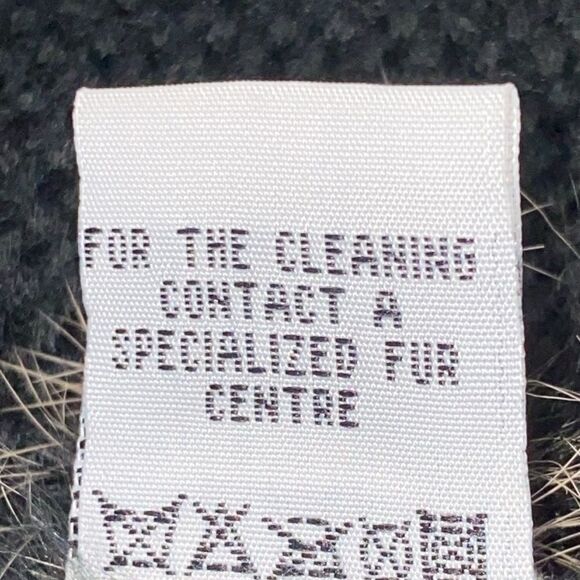 FOR THE CLEANING
CONTACT A
SPECIALIZED FUR
CENTRE